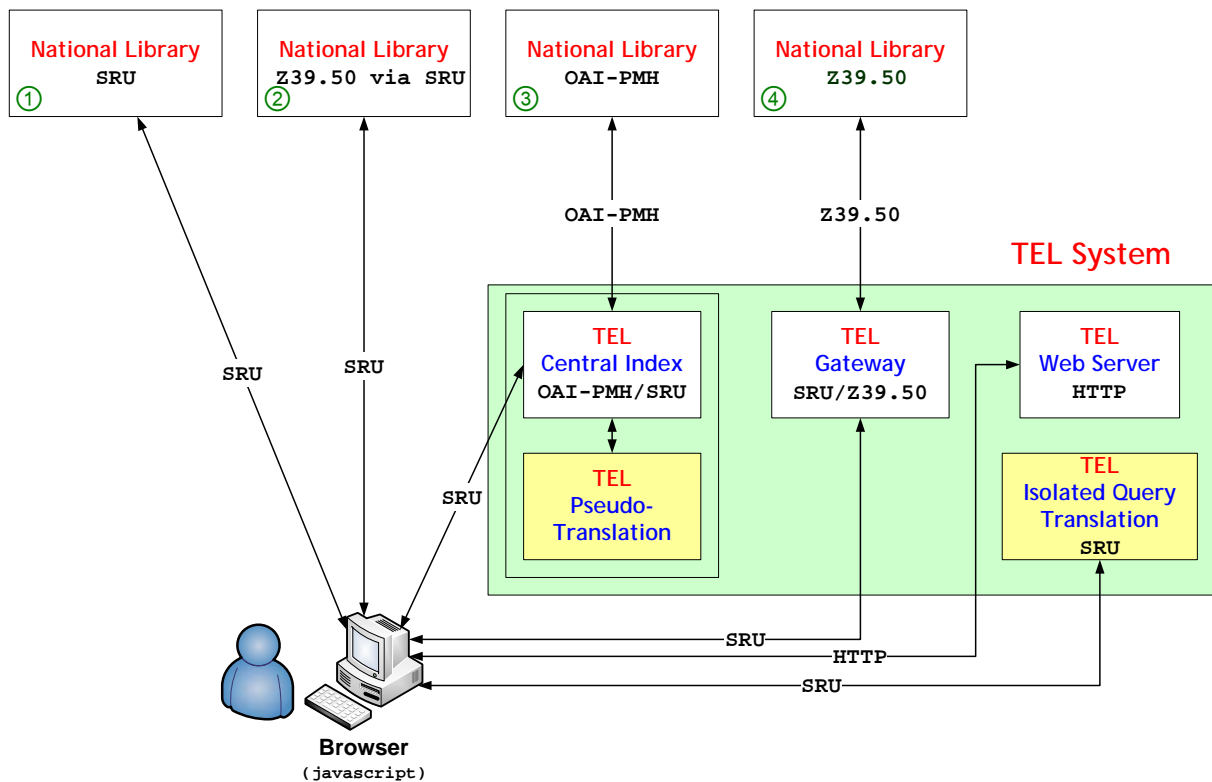 National Library
SRU
①
National Library
Z39.50 via SRU
②
National Library
OAI-PMH
③
National Library
Z39.50
④
OAI-PMH
Z39.50
TEL System
TEL
Central Index
OAI-PMH/SRU
TEL
Gateway
SRU/Z39.50
TEL
Web Server
HTTP
SRU
SRU
SRU
TEL
Pseudo-
Translation
TEL
Isolated Query
Translation
SRU
SRU
HTTP
SRU
Browser
(javascript)